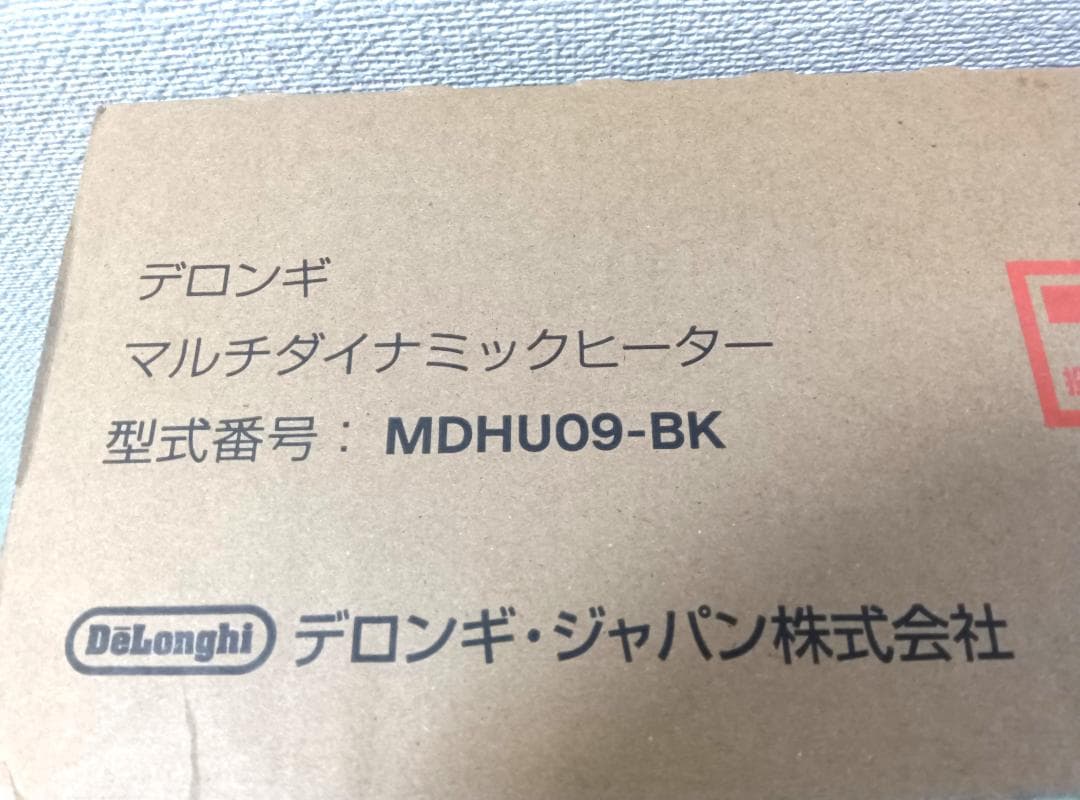 デロンギ
マルチダイナミックヒーター
型式番号： MDHU09-BK
DēLonghi デロンギ・ジャパン株式会社